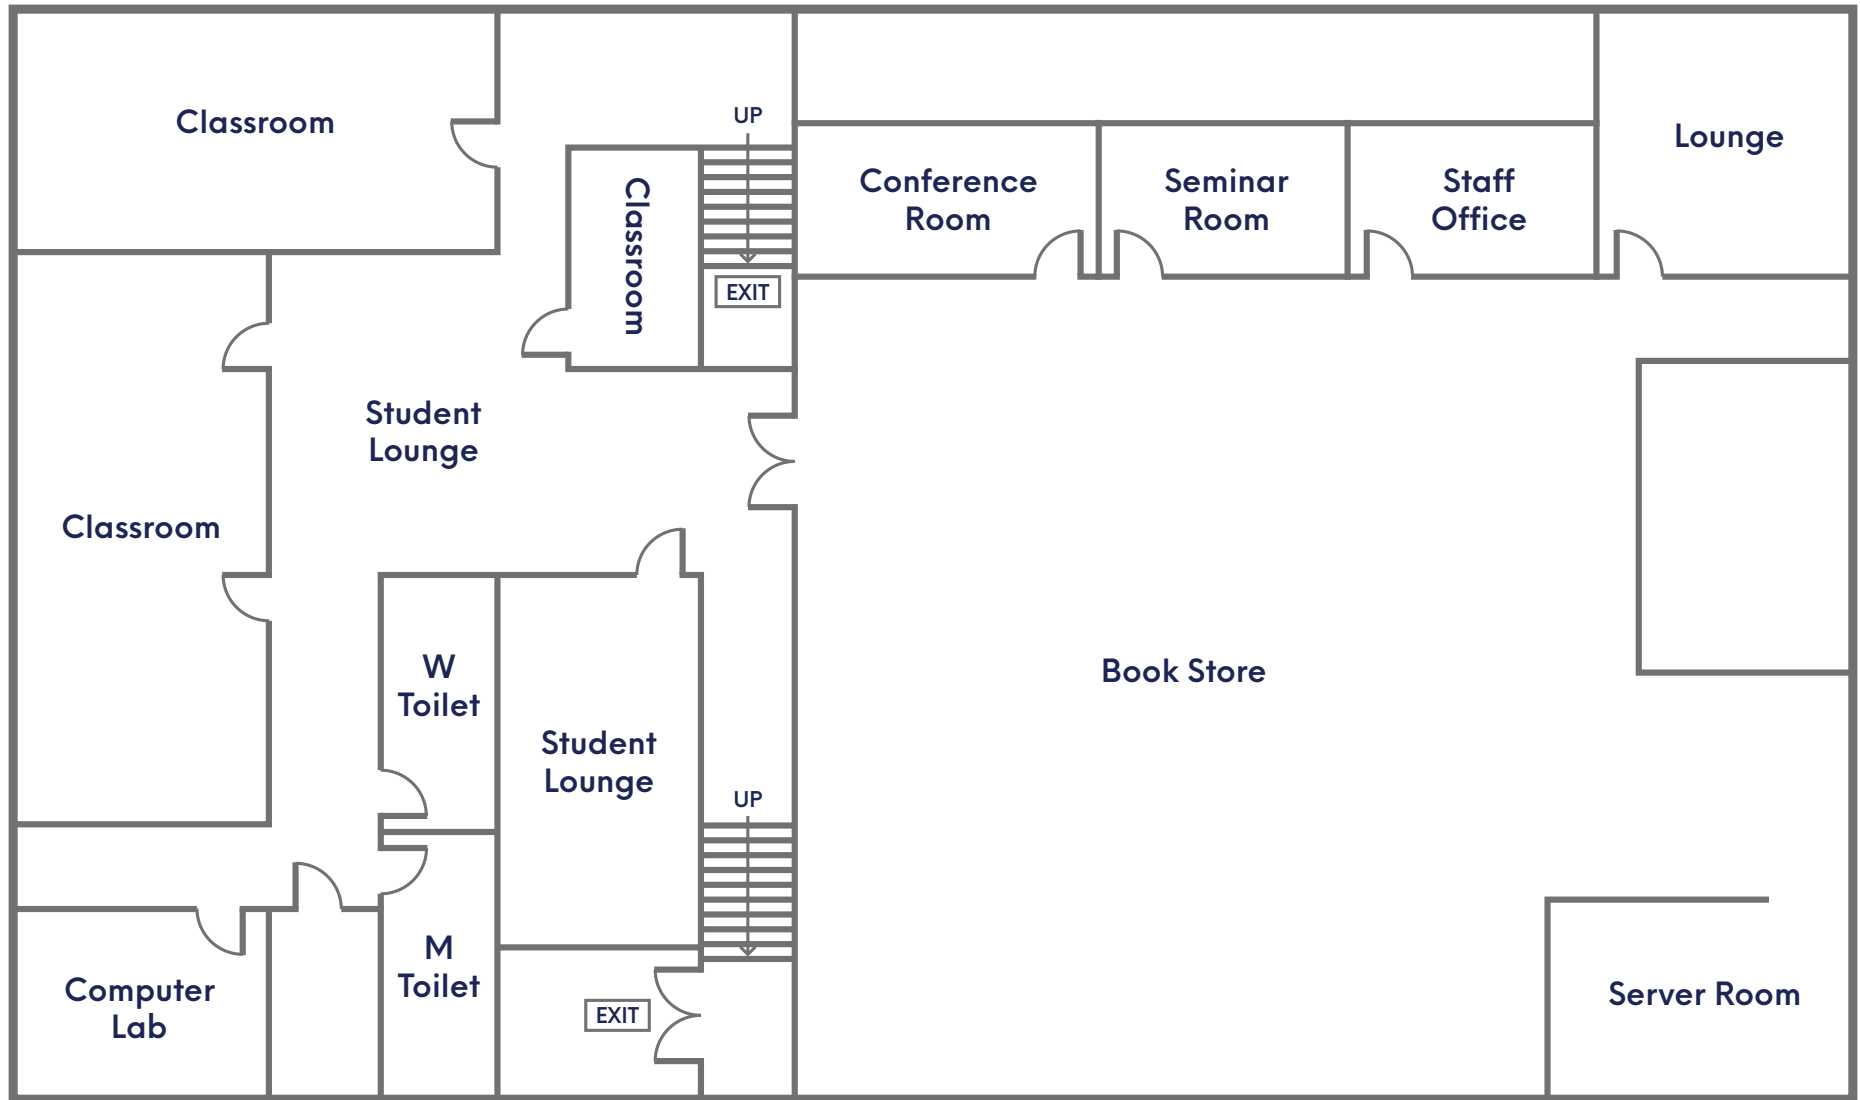 Classroom
UP
Lounge
Conference
Room
Seminar
Room
Staff
Office
Classroom
EXIT
Student
Lounge
Classroom
W
Toilet
Book Store
Student
Lounge
UP
M
Toilet
Computer
Lab
EXIT
Server Room